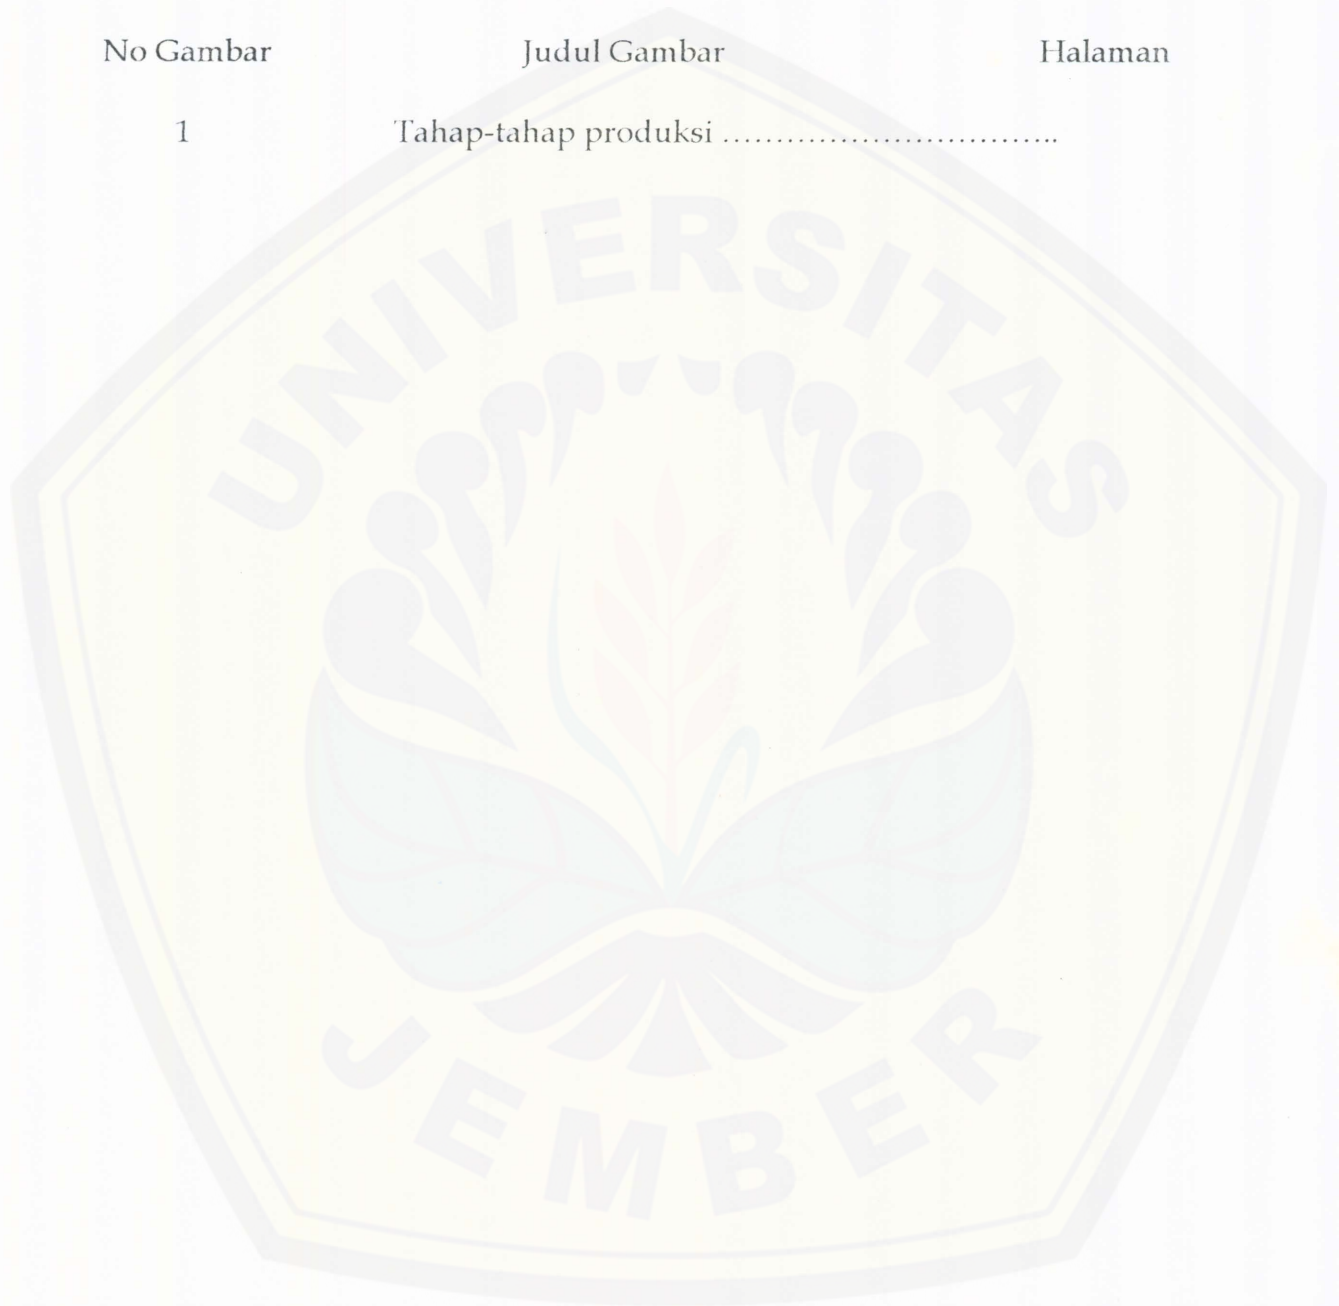 No Gambar Judul Gambar Halaman
1 Tahap-tahap produksi ................................
UNIVERSITAS
JEMBER